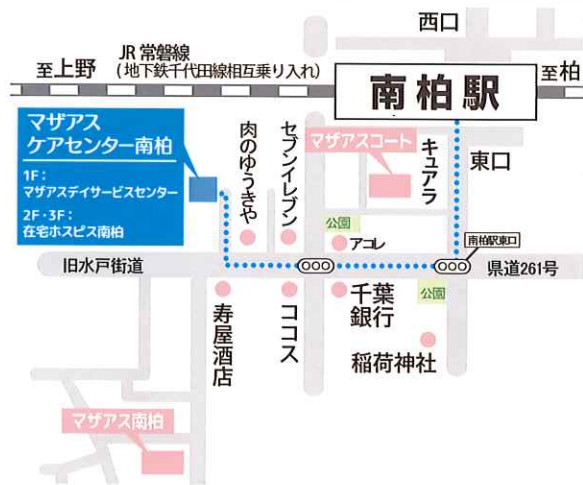 西口
JR 常磐線
(地下鉄千代田線相互乗り入れ)
至上野
南柏駅
至柏
マザアス
ケアセンター南柏
1F:
マザアスデイサービスセンター
2F・3F:
在宅ホスピス南柏
肉のゆうきや
セブンイレブン
マザアスコート
キュアラ
東口
公園
アコレ
南柏駅東口
旧水戸街道
県道261号
寿屋酒店
ココス
千葉
銀行
公園
稲荷神社
マザアス南柏